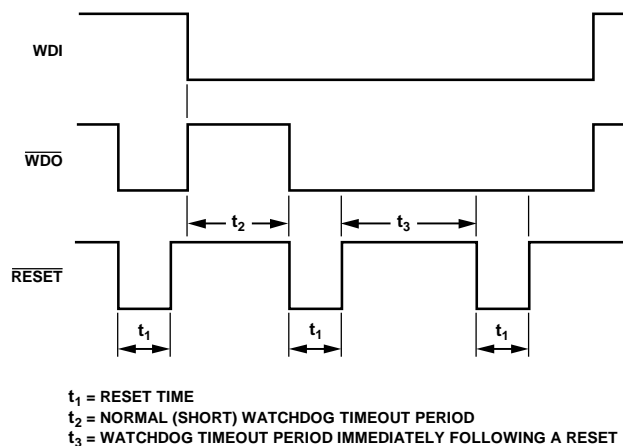 WDI
WDO
t2 t3
RESET
t1 t1 t1
t1 = RESET TIME
t2 = NORMAL (SHORT) WATCHDOG TIMEOUT PERIOD
t3 = WATCHDOG TIMEOUT PERIOD IMMEDIATELY FOLLOWING A RESET